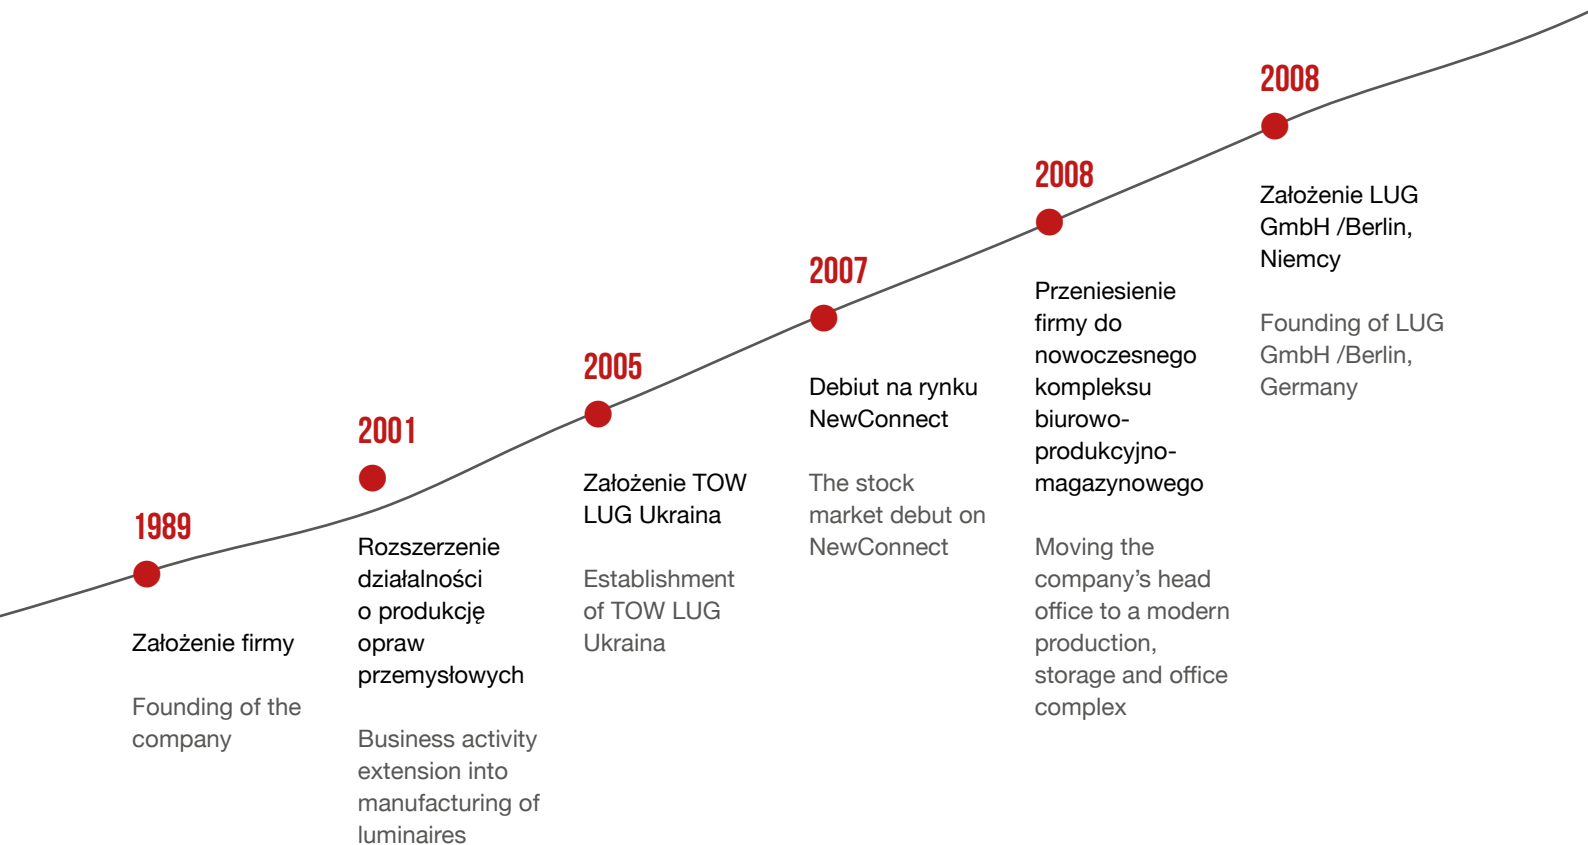 1989
Założenie firmy
Founding of the
company
2001
Rozszerzenie
działalności
o produkcję
opraw
przemysłowych
Business activity
extension into
manufacturing of
luminaires
2005
Założenie TOW
LUG Ukraina
Establishment
of TOW LUG
Ukraina
2007
Debiut na rynku
NewConnect
The stock
market debut on
NewConnect
2008
Przeniesienie
firmy do
nowoczesnego
kompleksu
biurowo-
produkcyjno-
magazynowego
Moving the
company’s head
office to a modern
production,
storage and office
complex
2008
Założenie LUG
GmbH /Berlin,
Niemcy
Founding of LUG
GmbH /Berlin,
Germany